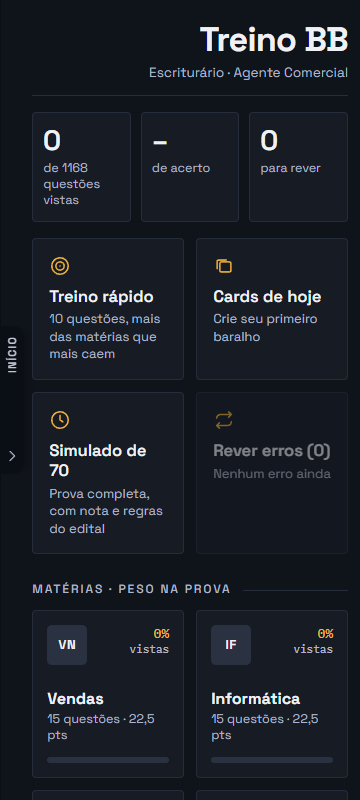 Treino BB
Escriturário · Agente Comercial
0
de 1168
questões
vistas
–
de acerto
0
para rever
Treino rápido
10 questões, mais
das matérias que
mais caem
Cards de hoje
Crie seu primeiro
baralho
INÍCIO
Simulado de
70
Prova completa,
com nota e regras
do edital
Rever erros (0)
Nenhum erro ainda
MATÉRIAS · PESO NA PROVA
VN
0%
vistas
Vendas
15 questões · 22,5
pts
IF
0%
vistas
Informática
15 questões · 22,5
pts